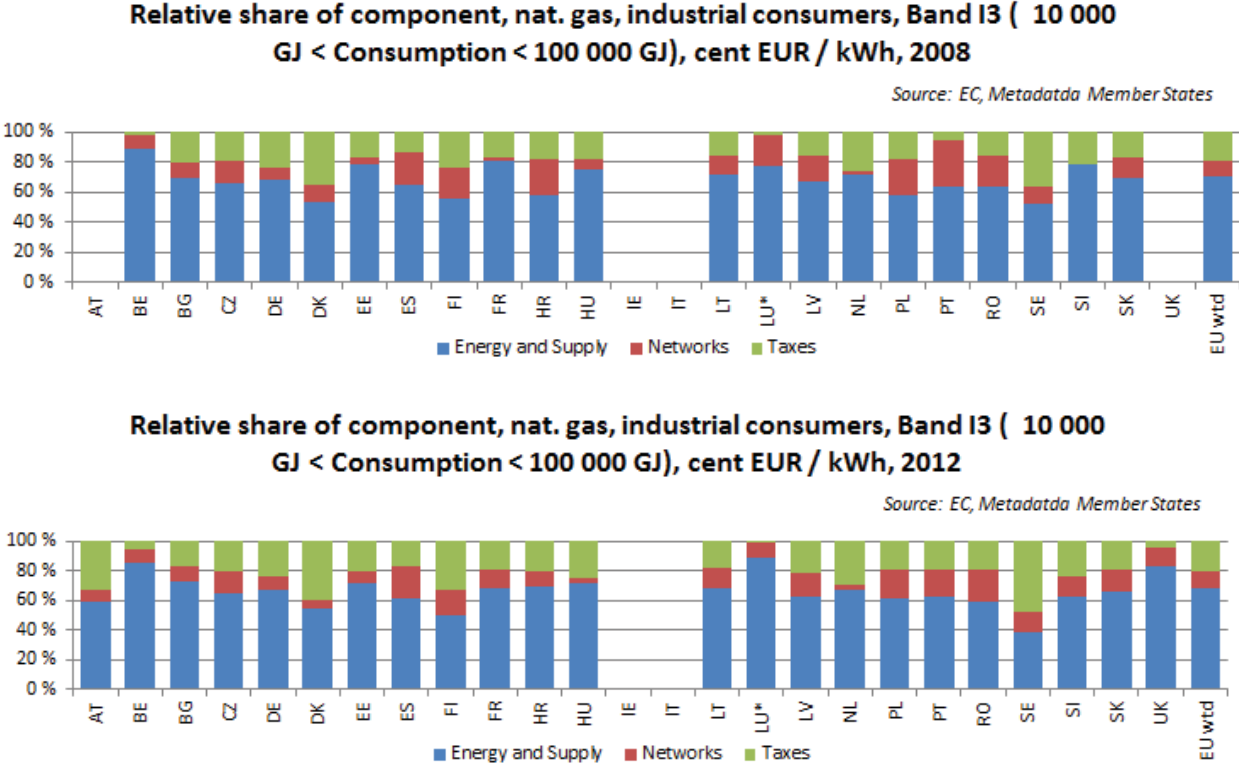 Relative share of component, nat. gas, industrial consumers, Band I3 (  10 000
GJ < Consumption < 100 000 GJ), cent EUR / kWh, 2008
Source: EC, Metadatda Member States
100 %
80 %
60 %
40 %
20 %
0 %
AT BE BG CZ DE DK EE ES FI FR HR HU IE IT LT LU* LV NL PL PT RO SE SI SK UK EU wtd
Energy and Supply Networks Taxes
Relative share of component, nat. gas, industrial consumers, Band I3 (  10 000
GJ < Consumption < 100 000 GJ), cent EUR / kWh, 2012
Source: EC, Metadatda Member States
100 %
80 %
60 %
40 %
20 %
0 %
AT BE BG CZ DE DK EE ES FI FR HR HU IE IT LT LU* LV NL PL PT RO SE SI SK UK EU wtd
Energy and Supply Networks Taxes